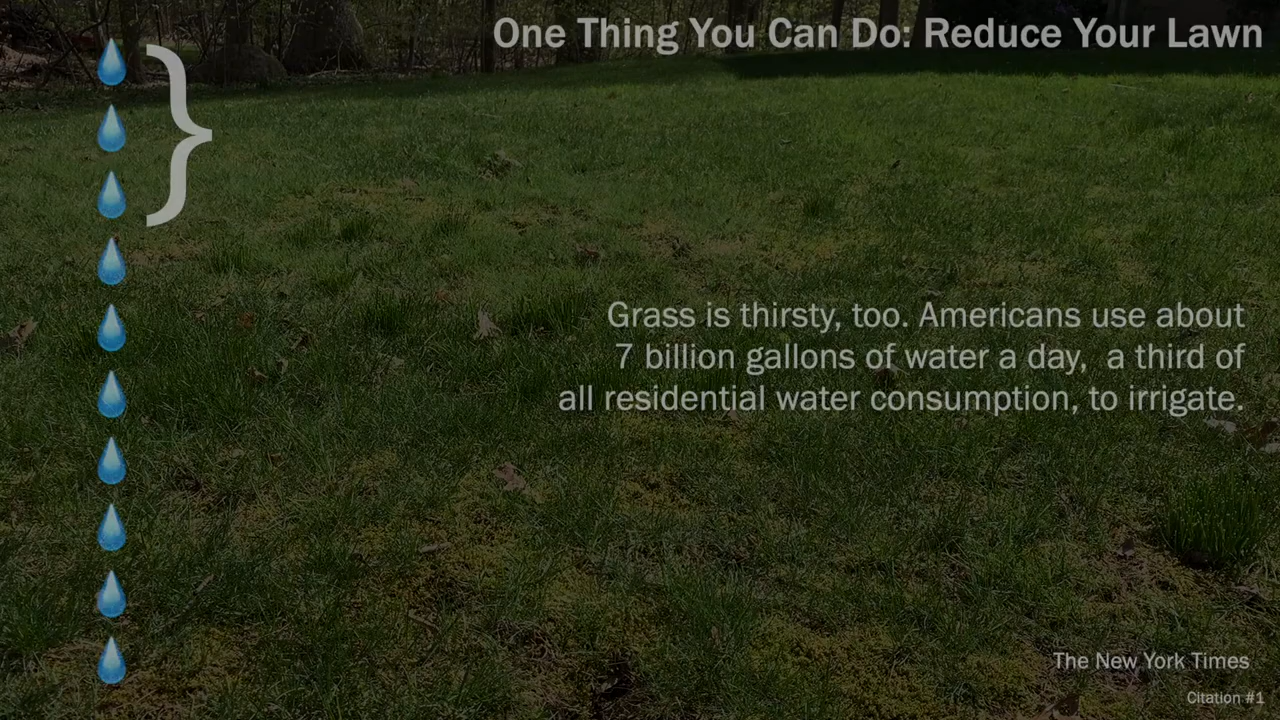 One Thing You Can Do: Reduce Your Lawn
}
Grass is thirsty, too. Americans use about
7 billion gallons of water a day,  a third of
all residential water consumption, to irrigate.
The New York Times
Citation #1